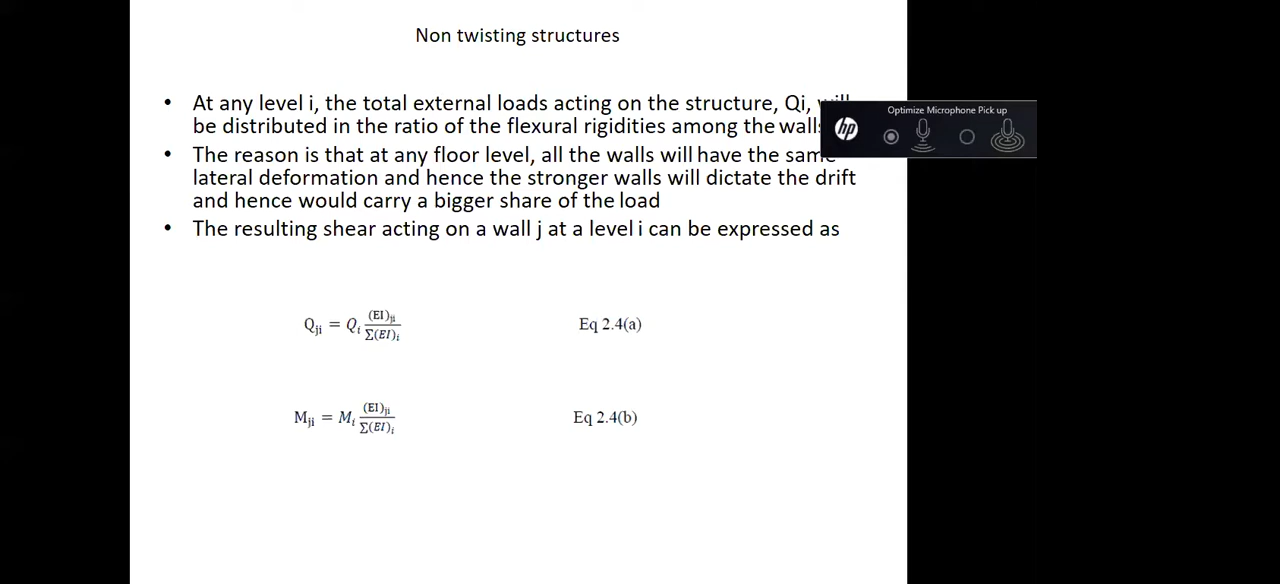 Non twisting structures
• At any level i, the total external loads acting on the structure, Qi,
be distributed in the ratio of the flexural rigidities among the
• The reason is that at any floor level, all the walls will have the
lateral deformation and hence the stronger walls will dictate the drift
and hence would carry a bigger share of the load
• The resulting shear acting on a wall j at a level i can be expressed as
Optimize Microphone Pick up
hp
Qji = Qi (EI)ji / Σ(EI)i Eq 2.4(a)
Mji = Mi (EI)ji / Σ(EI)i Eq 2.4(b)